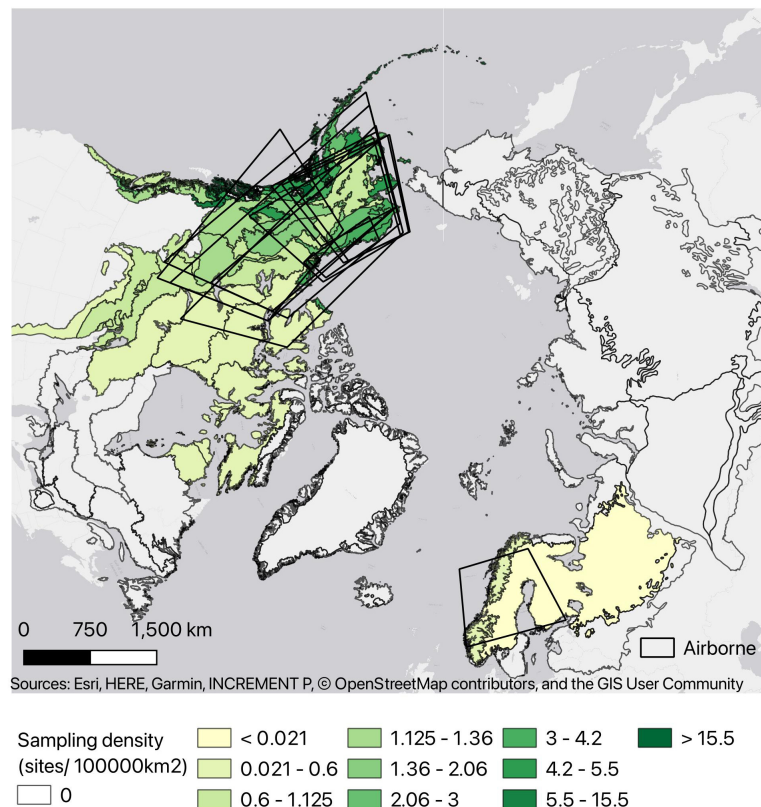 0 750 1,500 km
Airborne
Sources: Esri, HERE, Garmin, INCREMENT P, © OpenStreetMap contributors, and the GIS User Community
Sampling density
(sites/ 100000km2)
0
< 0.021
0.021 - 0.6
0.6 - 1.125
1.125 - 1.36
1.36 - 2.06
2.06 - 3
3 - 4.2
4.2 - 5.5
5.5 - 15.5
> 15.5